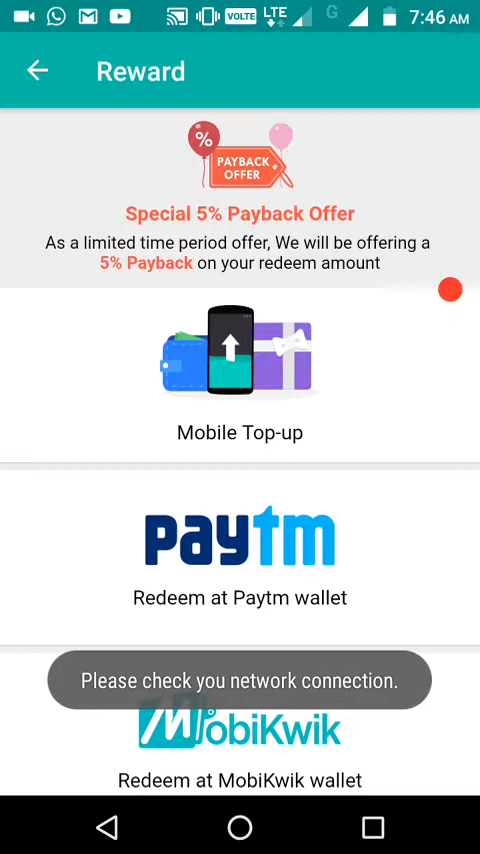 VOLTE LTE G 7:46 AM
Reward
%
PAYBACK
OFFER
Special 5% Payback Offer
As a limited time period offer, We will be offering a
5% Payback on your redeem amount
Mobile Top-up
paytm
Redeem at Paytm wallet
Please check you network connection.
MobiKwik
Redeem at MobiKwik wallet